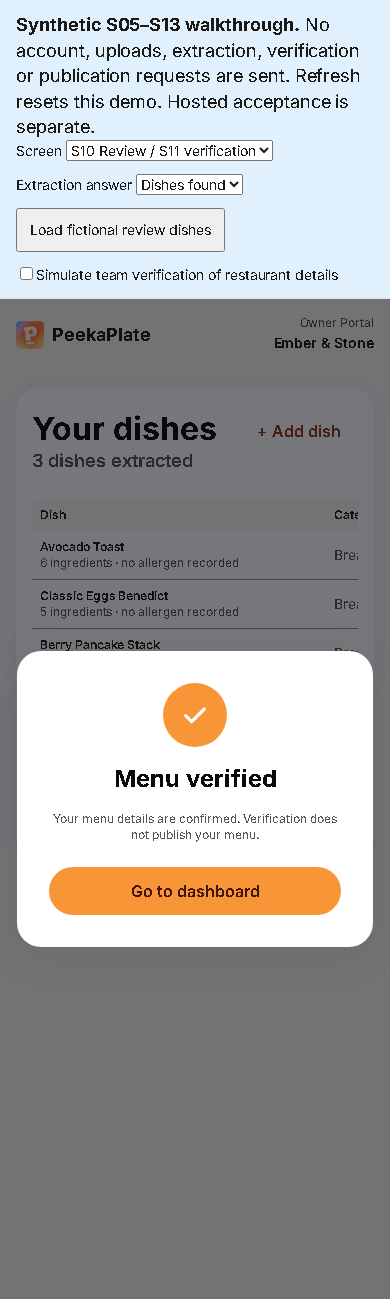 Synthetic S05–S13 walkthrough. No
account, uploads, extraction, verification
or publication requests are sent. Refresh
resets this demo. Hosted acceptance is
separate.
Screen S10 Review / S11 verification
Extraction answer Dishes found
Load fictional review dishes
Simulate team verification of restaurant details
PeekaPlate
Owner Portal
Ember & Stone
Your dishes
+ Add dish
3 dishes extracted
Dish Cate
Avocado Toast
6 ingredients · no allergen recorded
Brea
Classic Eggs Benedict
5 ingredients · no allergen recorded
Brea
Berry Pancake Stack
Menu verified
Your menu details are confirmed. Verification does
not publish your menu.
Go to dashboard